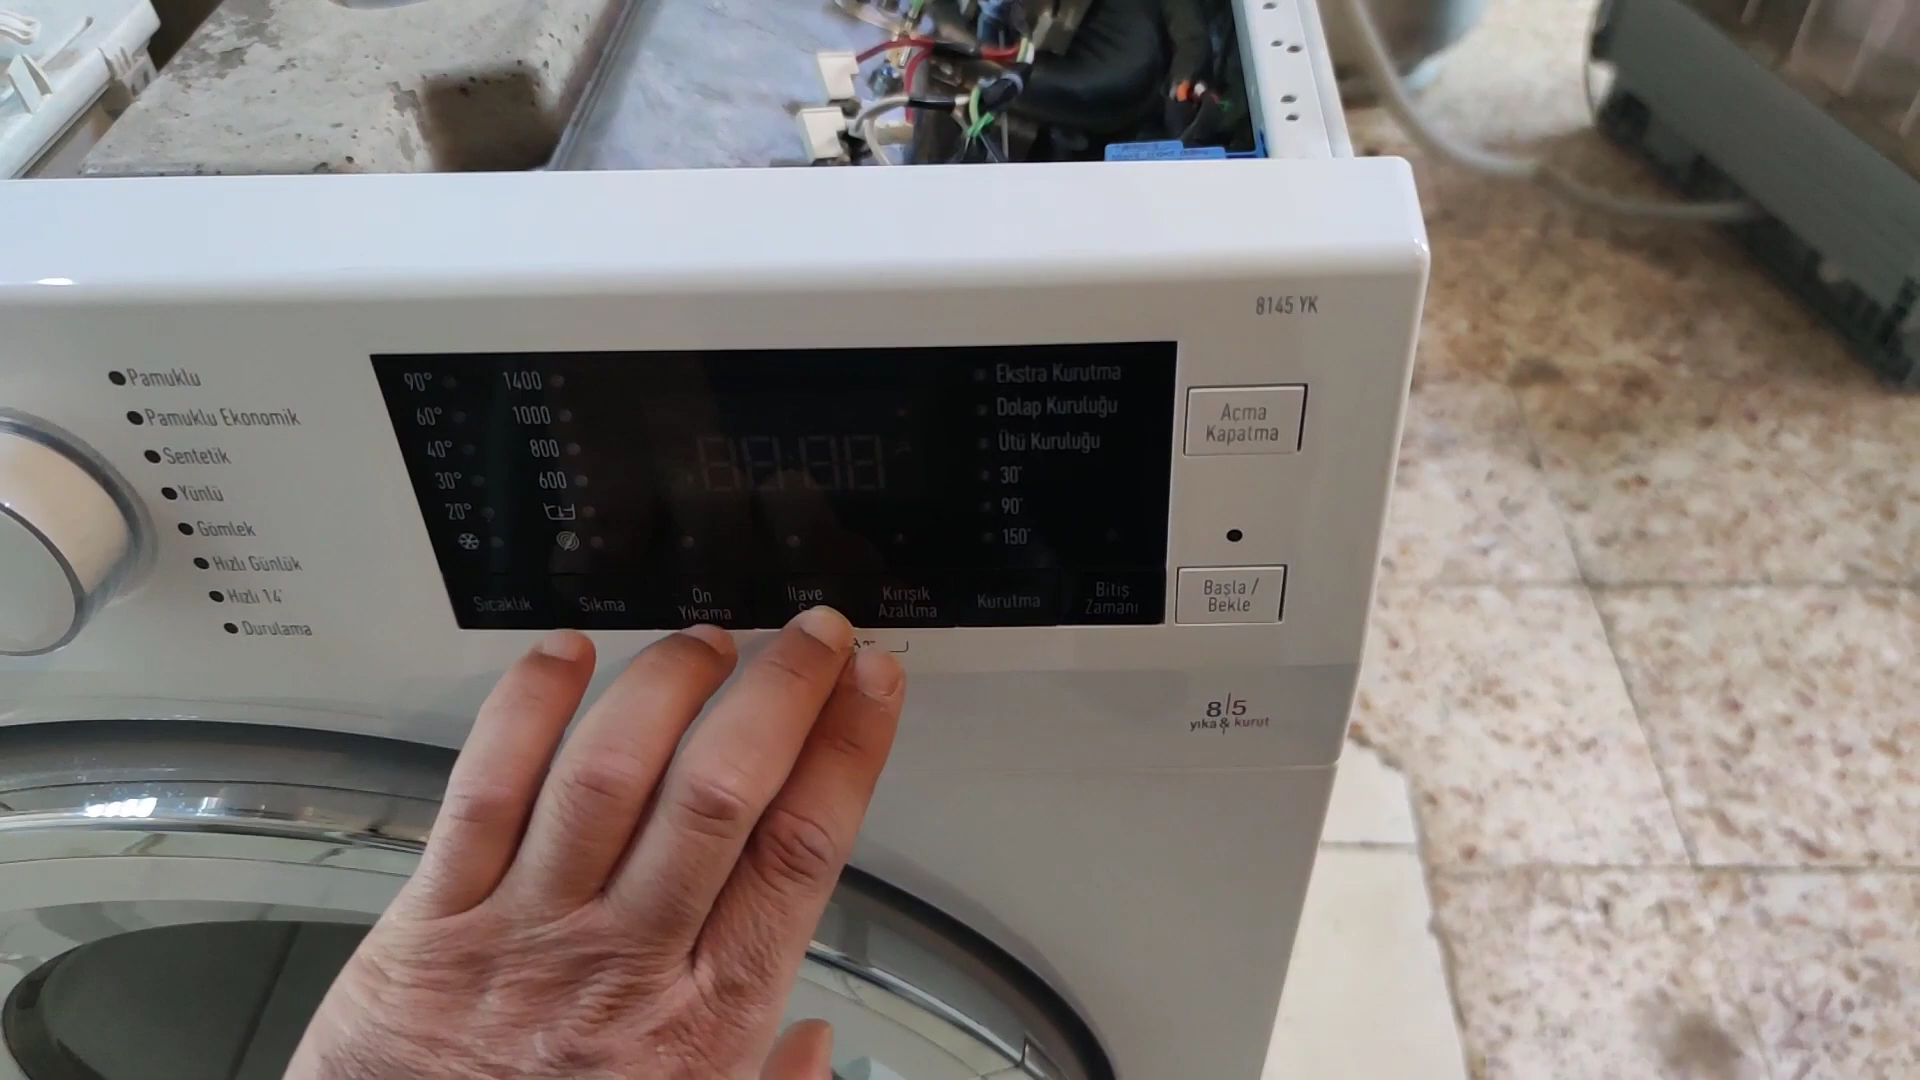 8145 YK
Pamuklu
Pamuklu Ekonomik
Sentetik
Yünlü
Gömlek
Hızlı Günlük
Hızlı 14'
Durulama
90°
60°
40°
30°
20°
1400
1000
800
600
Ekstra Kurutma
Dolap Kuruluğu
Ütü Kuruluğu
30'
90'
150'
Sıcaklık
Sıkma
Ön
Yıkama
İlave
Kırışık
Azaltma
Kurutma
Bitiş
Zamanı
Açma
Kapatma
Başla /
Bekle
8|5
yıka & kurut